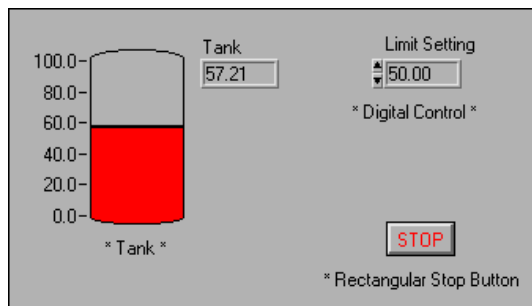 Tank
57.21
Limit Setting
50.00
* Digital Control *
100.0
80.0
60.0
40.0
20.0
0.0
* Tank *
STOP
* Rectangular Stop Button